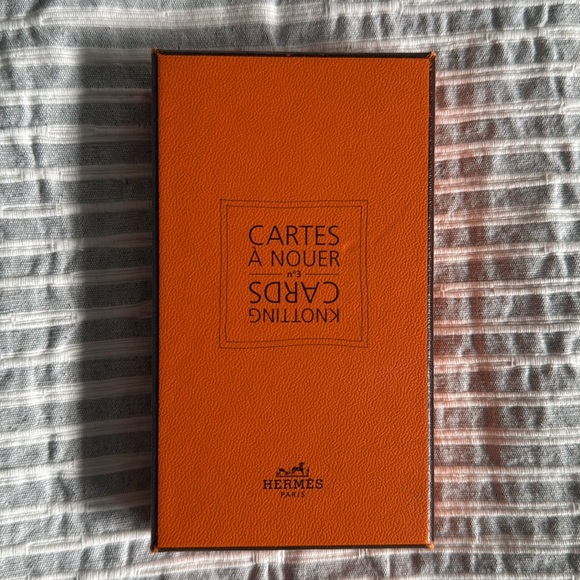 CARTES
À NOUER
n°3
KNOTTING
CARDS
HERMÈS
PARIS